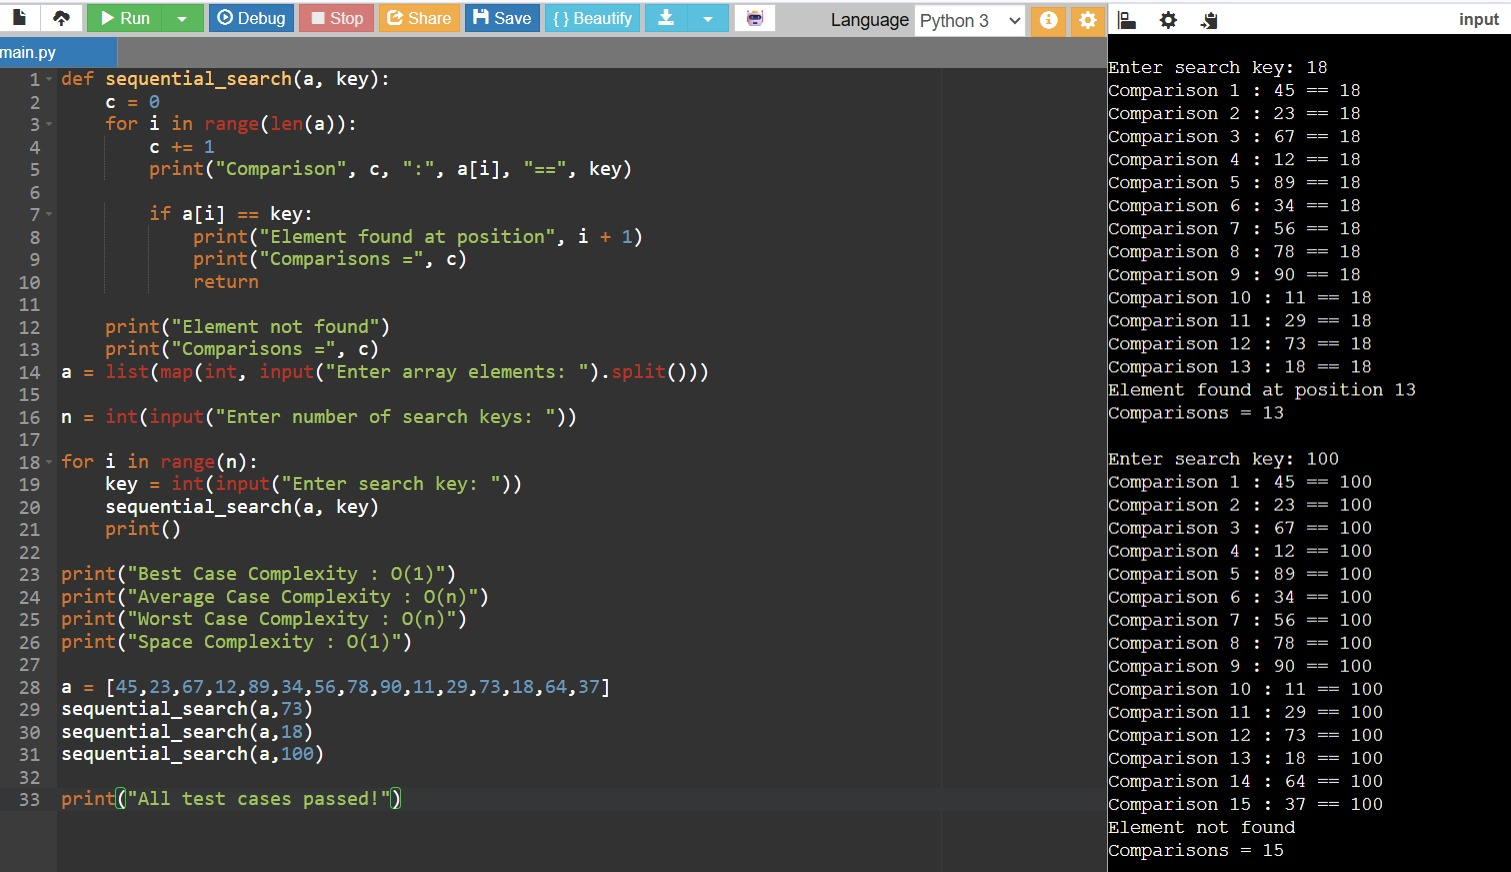 Run Debug Stop Share Save { } Beautify Language Python 3 input
main.py
1 def sequential_search(a, key):
2     c = 0
3     for i in range(len(a)):
4         c += 1
5         print("Comparison", c, ":", a[i], "==", key)
6
7         if a[i] == key:
8             print("Element found at position", i + 1)
9             print("Comparisons =", c)
10             return
11
12     print("Element not found")
13     print("Comparisons =", c)
14 a = list(map(int, input("Enter array elements: ").split()))
15
16 n = int(input("Enter number of search keys: "))
17
18 for i in range(n):
19     key = int(input("Enter search key: "))
20     sequential_search(a, key)
21     print()
22
23 print("Best Case Complexity : O(1)")
24 print("Average Case Complexity : O(n)")
25 print("Worst Case Complexity : O(n)")
26 print("Space Complexity : O(1)")
27
28 a = [45,23,67,12,89,34,56,78,90,11,29,73,18,64,37]
29 sequential_search(a,73)
30 sequential_search(a,18)
31 sequential_search(a,100)
32
33 print("All test cases passed!")
Enter search key: 18
Comparison 1 : 45 == 18
Comparison 2 : 23 == 18
Comparison 3 : 67 == 18
Comparison 4 : 12 == 18
Comparison 5 : 89 == 18
Comparison 6 : 34 == 18
Comparison 7 : 56 == 18
Comparison 8 : 78 == 18
Comparison 9 : 90 == 18
Comparison 10 : 11 == 18
Comparison 11 : 29 == 18
Comparison 12 : 73 == 18
Comparison 13 : 18 == 18
Element found at position 13
Comparisons = 13

Enter search key: 100
Comparison 1 : 45 == 100
Comparison 2 : 23 == 100
Comparison 3 : 67 == 100
Comparison 4 : 12 == 100
Comparison 5 : 89 == 100
Comparison 6 : 34 == 100
Comparison 7 : 56 == 100
Comparison 8 : 78 == 100
Comparison 9 : 90 == 100
Comparison 10 : 11 == 100
Comparison 11 : 29 == 100
Comparison 12 : 73 == 100
Comparison 13 : 18 == 100
Comparison 14 : 64 == 100
Comparison 15 : 37 == 100
Element not found
Comparisons = 15